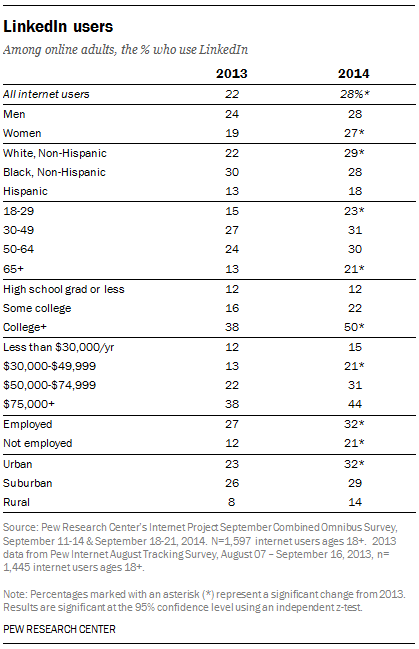 LinkedIn users
Among online adults, the % who use LinkedIn
2013 2014
All internet users 22 28%*
Men 24 28
Women 19 27*
White, Non-Hispanic 22 29*
Black, Non-Hispanic 30 28
Hispanic 13 18
18-29 15 23*
30-49 27 31
50-64 24 30
65+ 13 21*
High school grad or less 12 12
Some college 16 22
College+ 38 50*
Less than $30,000/yr 12 15
$30,000-$49,999 13 21*
$50,000-$74,999 22 31
$75,000+ 38 44
Employed 27 32*
Not employed 12 21*
Urban 23 32*
Suburban 26 29
Rural 8 14
Source: Pew Research Center's Internet Project September Combined Omnibus Survey,
September 11-14 & September 18-21, 2014. N=1,597 internet users ages 18+. 2013
data from Pew Internet August Tracking Survey, August 07 – September 16, 2013, n=
1,445 internet users ages 18+.
Note: Percentages marked with an asterisk (*) represent a significant change from 2013.
Results are significant at the 95% confidence level using an independent z-test.
PEW RESEARCH CENTER